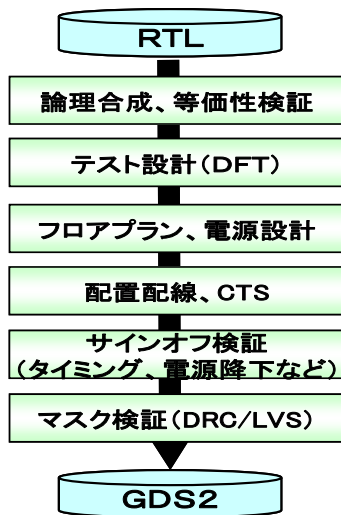 RTL
論理合成、等価性検証
テスト設計(DFT)
フロアプラン、電源設計
配置配線、CTS
サインオフ検証
(タイミング、電源降下など)
マスク検証(DRC/LVS)
GDS2